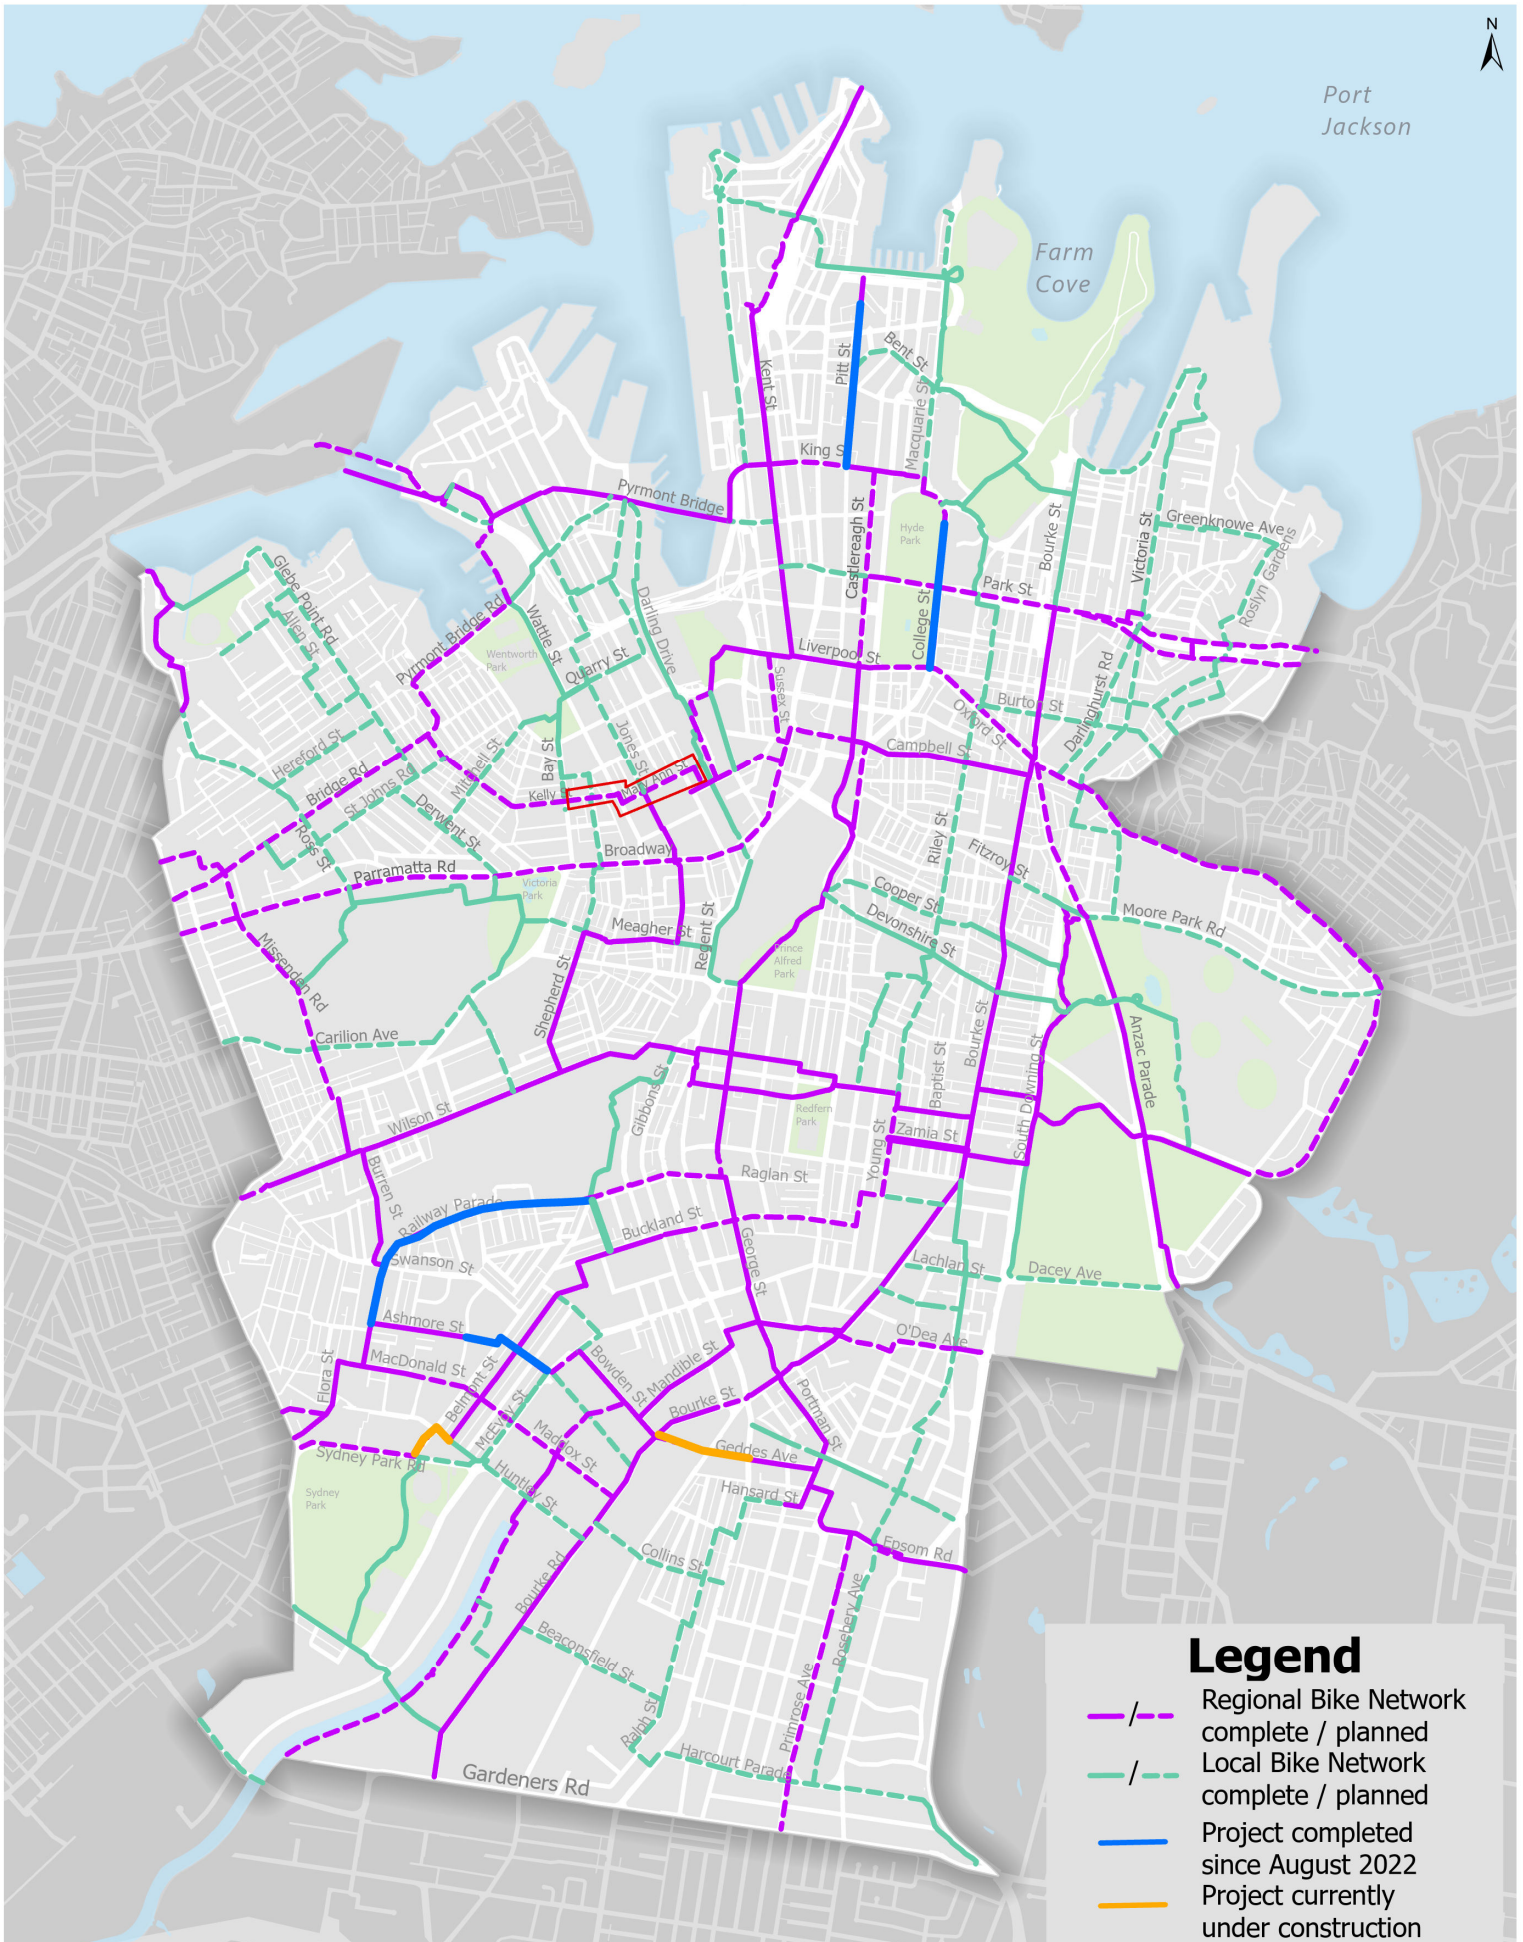 N
Port
Jackson
Farm
Cove
Pitt St
Bent St
Kent St
Macquarie St
King S
Pyrmont Bridge
Castlereagh St
Hyde
Park
Bourke St
Victoria St
Greenknowe Ave
Roslyn Gardens
Glebe Point Rd
Allen St
Pyrmont Bridge Rd
Wattle St
Darling Drive
Park St
College St
Wentworth
Park
Quarry St
Liverpool St
Sussex St
Burton St
Oxford St
Darlinghurst Rd
Hereford St
Bridge Rd
St Johns Rd
Mitchell St
Bay St
Jones St
Campbell St
Kelly St
Mary Ann St
Derwent St
Ross St
Parramatta Rd
Broadway
Riley St
Fitzroy St
Victoria
Park
Cooper St
Devonshire St
Moore Park Rd
Meagher St
Regent St
Prince
Alfred
Park
Missenden Rd
Shepherd St
Carilion Ave
Bourke St
Anzac Parade
Baptist St
South Downing St
Gibbons St
Wilson St
Redfern
Park
Zamia St
Young St
Burren St
Raglan St
Railway Parade
Buckland St
Swanson St
George St
Lachlan St
Dacey Ave
Ashmore St
O'Dea Ave
MacDonald St
Flora St
Belmont St
Bowden St
Mandible St
Bourke St
Portman St
McEvoy St
Maddox St
Geddes Ave
Sydney Park Rd
Huntley St
Hansard St
Sydney
Park
Collins St
Epsom Rd
Bourke Rd
Rosebery Ave
Beaconsfield St
Primrose Ave
Ralph St
Harcourt Parade
Gardeners Rd
Legend
/ Regional Bike Network
complete / planned
/ Local Bike Network
complete / planned
Project completed
since August 2022
Project currently
under construction